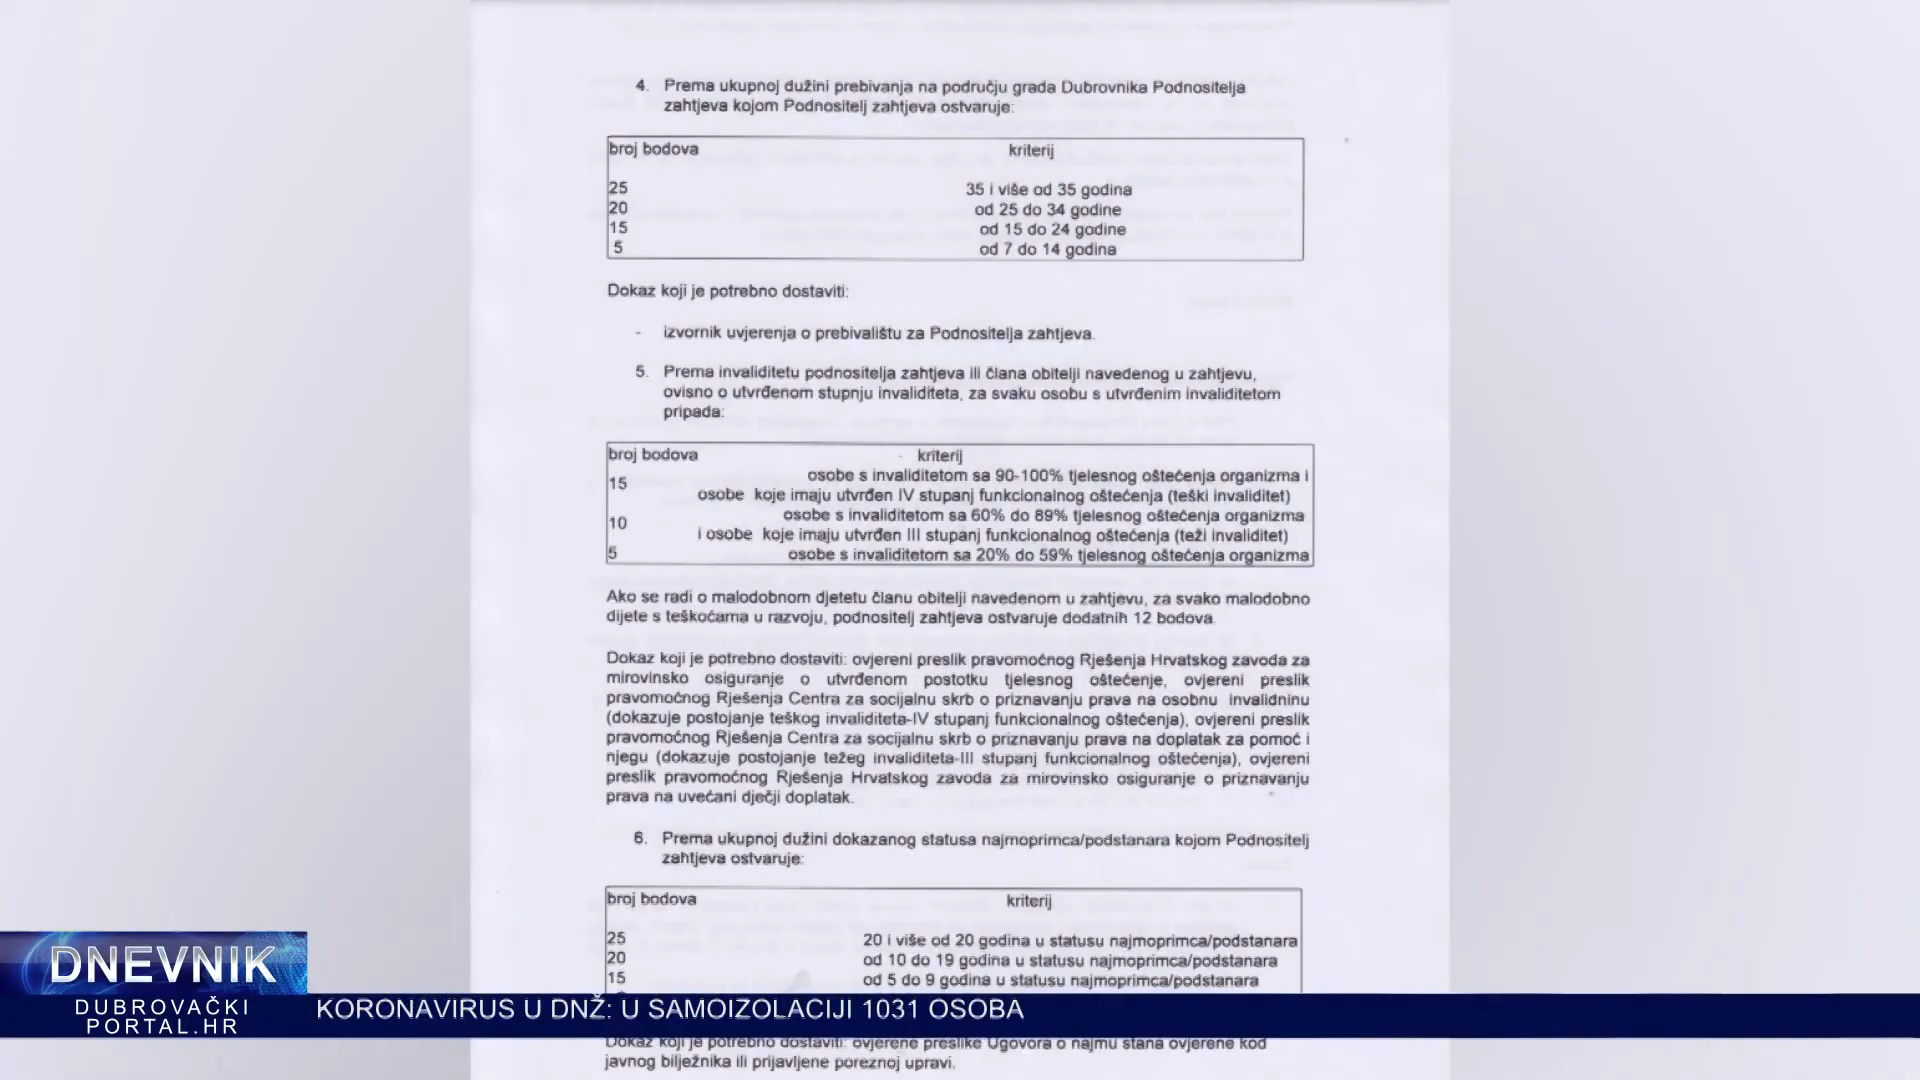 4. Prema ukupnoj dužini prebivanja na području grada Dubrovnika Podnositelja
zahtjeva kojom Podnositelj zahtjeva ostvaruje:
broj bodova kriterij
25 35 i više od 35 godina
20 od 25 do 34 godine
15 od 15 do 24 godine
5 od 7 do 14 godina
Dokaz koji je potrebno dostaviti:
- izvornik uvjerenja o prebivalištu za Podnositelja zahtjeva.
5. Prema invaliditetu podnositelja zahtjeva ili člana obitelji navedenog u zahtjevu,
ovisno o utvrđenom stupnju invaliditeta, za svaku osobu s utvrđenim invaliditetom
pripada:
broj bodova kriterij
15 osobe s invaliditetom sa 90-100% tjelesnog oštećenja organizma i
osobe koje imaju utvrđen IV stupanj funkcionalnog oštećenja (teški invaliditet)
10 osobe s invaliditetom sa 60% do 89% tjelesnog oštećenja organizma
i osobe koje imaju utvrđen III stupanj funkcionalnog oštećenja (teži invaliditet)
5 osobe s invaliditetom sa 20% do 59% tjelesnog oštećenja organizma
Ako se radi o malodobnom djetetu članu obitelji navedenom u zahtjevu, za svako malodobno
dijete s teškoćama u razvoju, podnositelj zahtjeva ostvaruje dodatnih 12 bodova.
Dokaz koji je potrebno dostaviti: ovjereni preslik pravomoćnog Rješenja Hrvatskog zavoda za
mirovinsko osiguranje o utvrđenom postotku tjelesnog oštećenje, ovjereni preslik
pravomoćnog Rješenja Centra za socijalnu skrb o priznavanju prava na osobnu invalidninu
(dokazuje postojanje teškog invaliditeta-IV stupanj funkcionalnog oštećenja), ovjereni preslik
pravomoćnog Rješenja Centra za socijalnu skrb o priznavanju prava na doplatak za pomoć i
njegu (dokazuje postojanje težeg invaliditeta-III stupanj funkcionalnog oštećenja), ovjereni
preslik pravomoćnog Rješenja Hrvatskog zavoda za mirovinsko osiguranje o priznavanju
prava na uvećani dječji doplatak.
6. Prema ukupnoj dužini dokazanog statusa najmoprimca/podstanara kojom Podnositelj
zahtjeva ostvaruje:
broj bodova kriterij
25 20 i više od 20 godina u statusu najmoprimca/podstanara
20 od 10 do 19 godina u statusu najmoprimca/podstanara
15 od 5 do 9 godina u statusu najmoprimca/podstanara
DNEVNIK
DUBROVAČKI
PORTAL.HR
KORONAVIRUS U DNŽ: U SAMOIZOLACIJI 1031 OSOBA
Dokaz koji je potrebno dostaviti: ovjerene preslike Ugovora o najmu stana ovjerene kod
javnog bilježnika ili prijavljene poreznoj upravi.